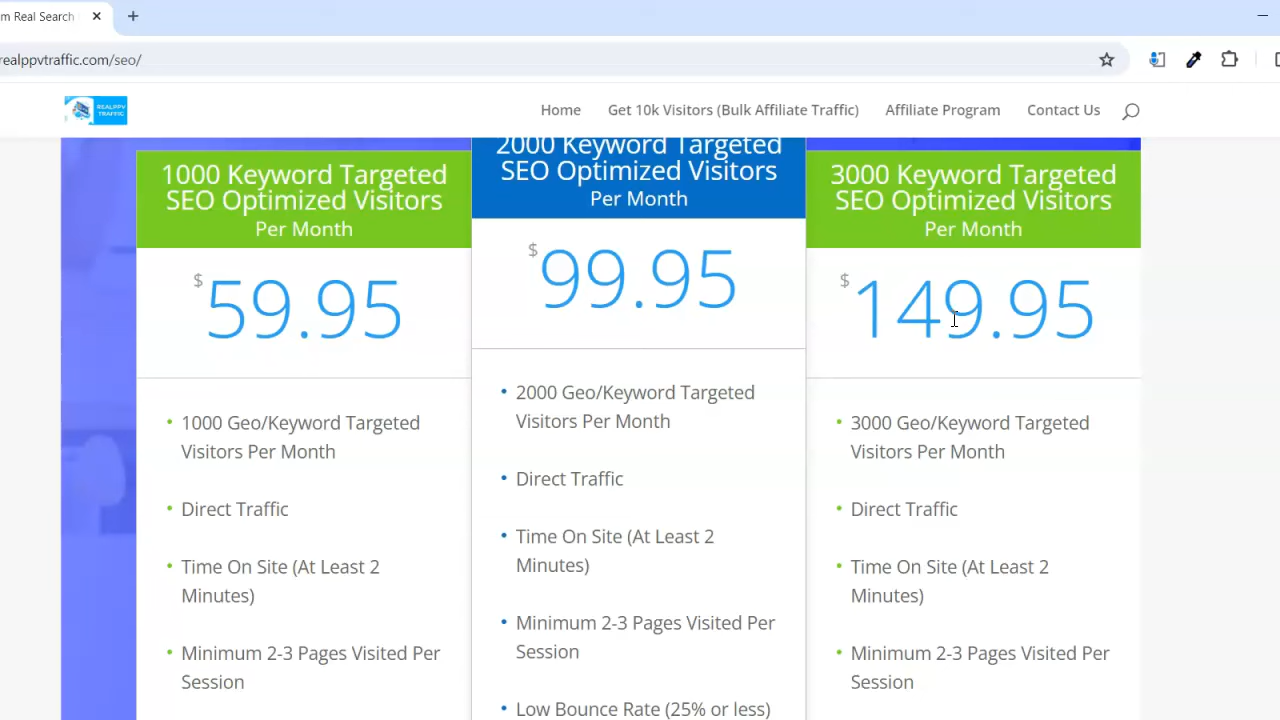 m Real Search
realppvtraffic.com/seo/
REALPPV
TRAFFIC
Home
Get 10k Visitors (Bulk Affiliate Traffic)
Affiliate Program
Contact Us
1000 Keyword Targeted
SEO Optimized Visitors
Per Month
$59.95
1000 Geo/Keyword Targeted
Visitors Per Month
Direct Traffic
Time On Site (At Least 2
Minutes)
Minimum 2-3 Pages Visited Per
Session
2000 Keyword Targeted
SEO Optimized Visitors
Per Month
$99.95
2000 Geo/Keyword Targeted
Visitors Per Month
Direct Traffic
Time On Site (At Least 2
Minutes)
Minimum 2-3 Pages Visited Per
Session
Low Bounce Rate (25% or less)
3000 Keyword Targeted
SEO Optimized Visitors
Per Month
$149.95
3000 Geo/Keyword Targeted
Visitors Per Month
Direct Traffic
Time On Site (At Least 2
Minutes)
Minimum 2-3 Pages Visited Per
Session